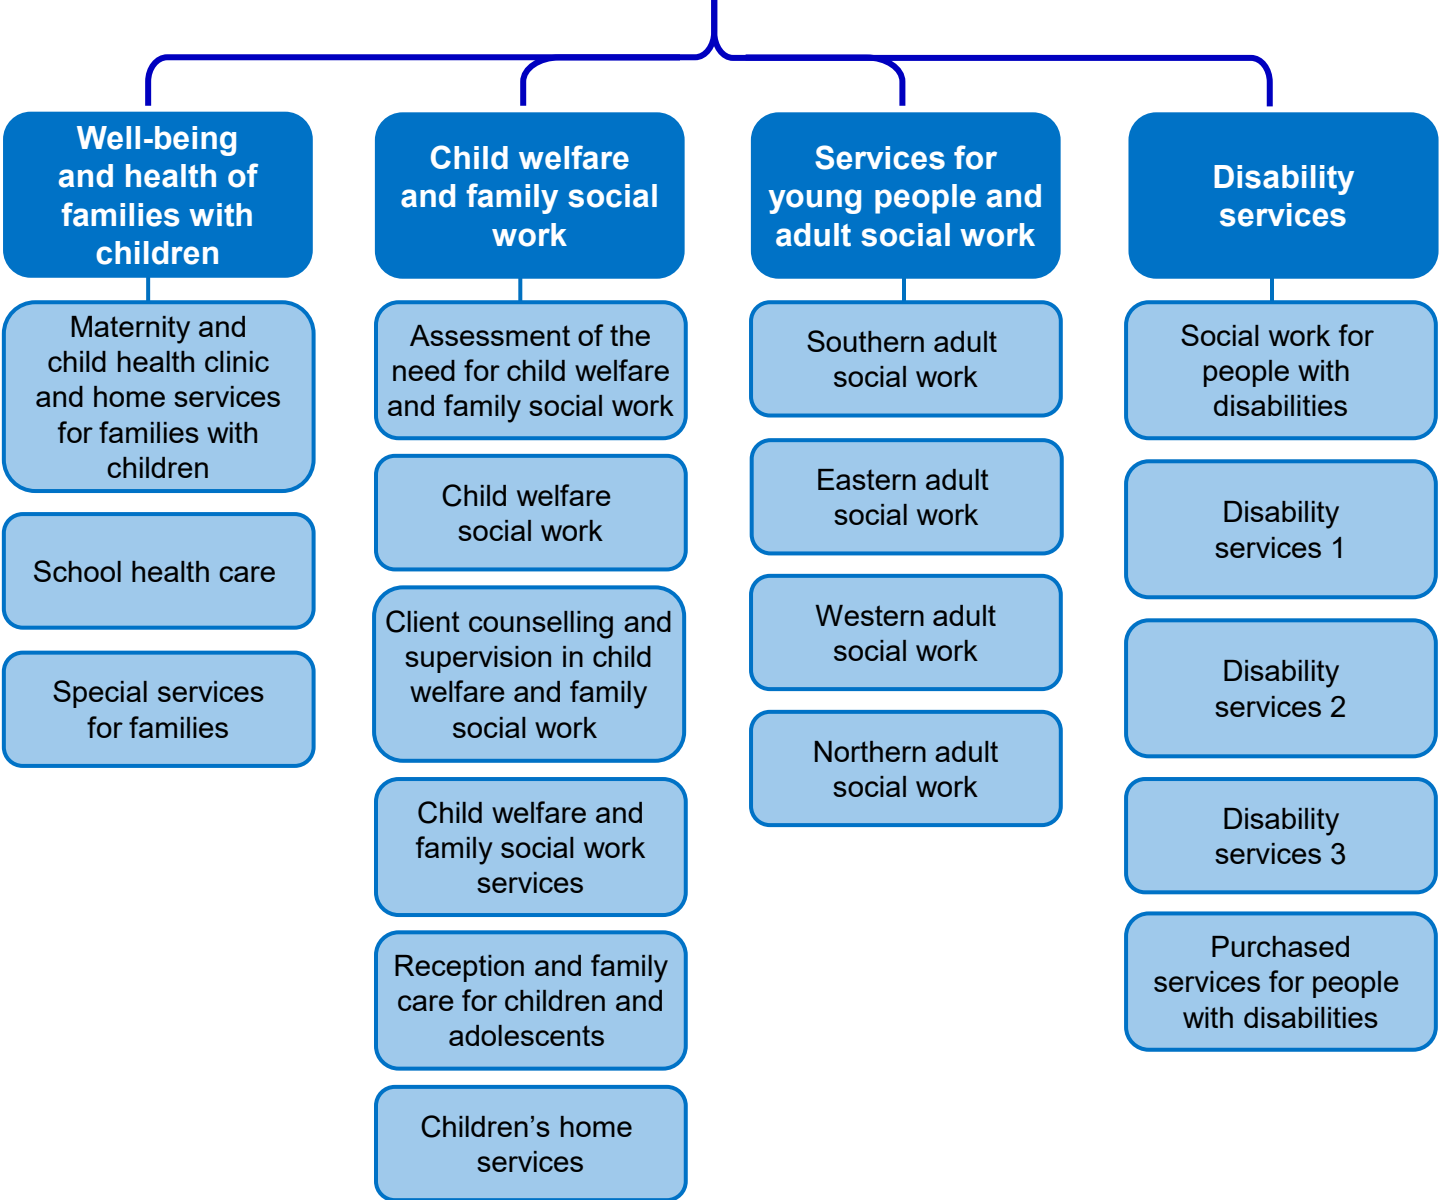 Well-being
and health of
families with
children
Maternity and
child health clinic
and home services
for families with
children
School health care
Special services
for families
Child welfare
and family social
work
Assessment of the
need for child welfare
and family social work
Child welfare
social work
Client counselling and
supervision in child
welfare and family
social work
Child welfare and
family social work
services
Reception and family
care for children and
adolescents
Children’s home
services
Services for
young people and
adult social work
Southern adult
social work
Eastern adult
social work
Western adult
social work
Northern adult
social work
Disability
services
Social work for
people with
disabilities
Disability
services 1
Disability
services 2
Disability
services 3
Purchased
services for people
with disabilities